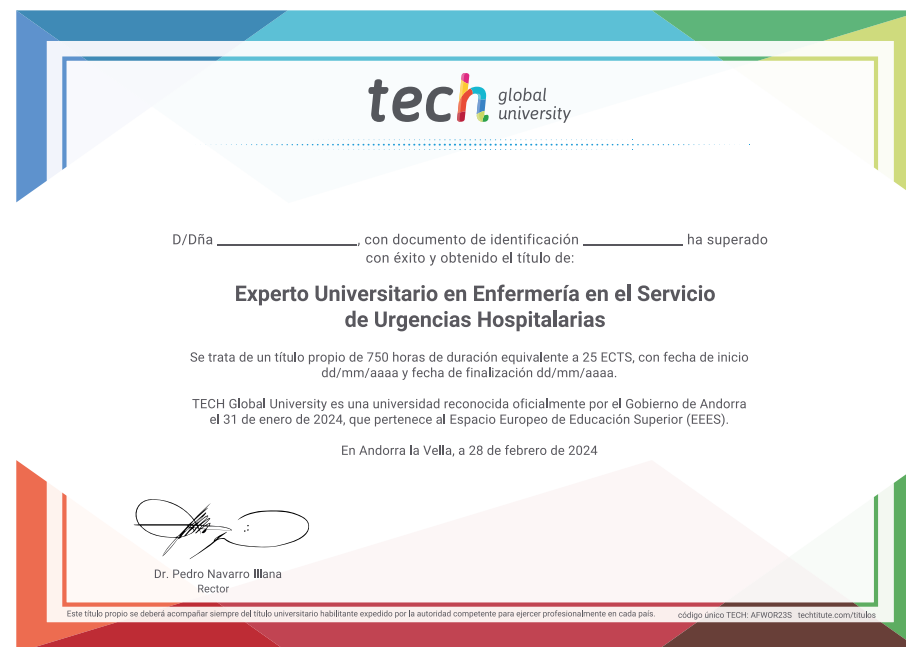 tech global
university
D/Dña ________________, con documento de identificación ____________ ha superado
con éxito y obtenido el título de:
Experto Universitario en Enfermería en el Servicio
de Urgencias Hospitalarias
Se trata de un título propio de 750 horas de duración equivalente a 25 ECTS, con fecha de inicio
dd/mm/aaaa y fecha de finalización dd/mm/aaaa.
TECH Global University es una universidad reconocida oficialmente por el Gobierno de Andorra
el 31 de enero de 2024, que pertenece al Espacio Europeo de Educación Superior (EEES).
En Andorra la Vella, a 28 de febrero de 2024
Dr. Pedro Navarro Illana
Rector
Este título propio se deberá acompañar siempre del título universitario habilitante expedido por la autoridad competente para ejercer profesionalmente en cada país. código único TECH: AFWOR23S techtitute.com/titulos